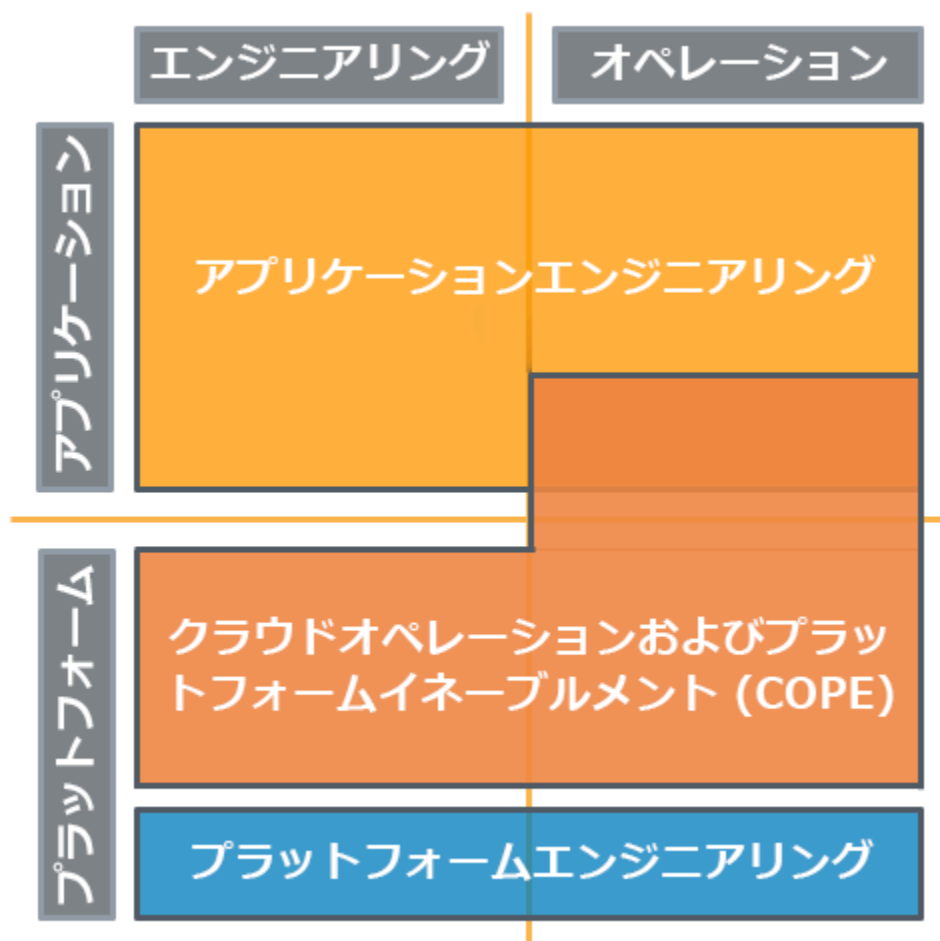 エンジニアリング
オペレーション
アプリケーション
アプリケーションエンジニアリング
プラットフォーム
クラウドオペレーションおよびプラッ
トフォームイネーブルメント (COPE)
プラットフォームエンジニアリング